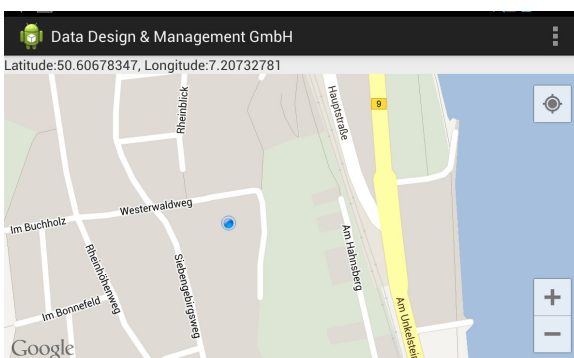 Data Design & Management GmbH
Latitude:50.60678347, Longitude:7.20732781
Rheinblick
Hauptstraße
9
Westerwaldweg
Im Buchholz
Rheinhöhenweg
Siebengebirgsweg
Am Hahnsberg
Im Bonnefeld
Am Unkelstein
Google